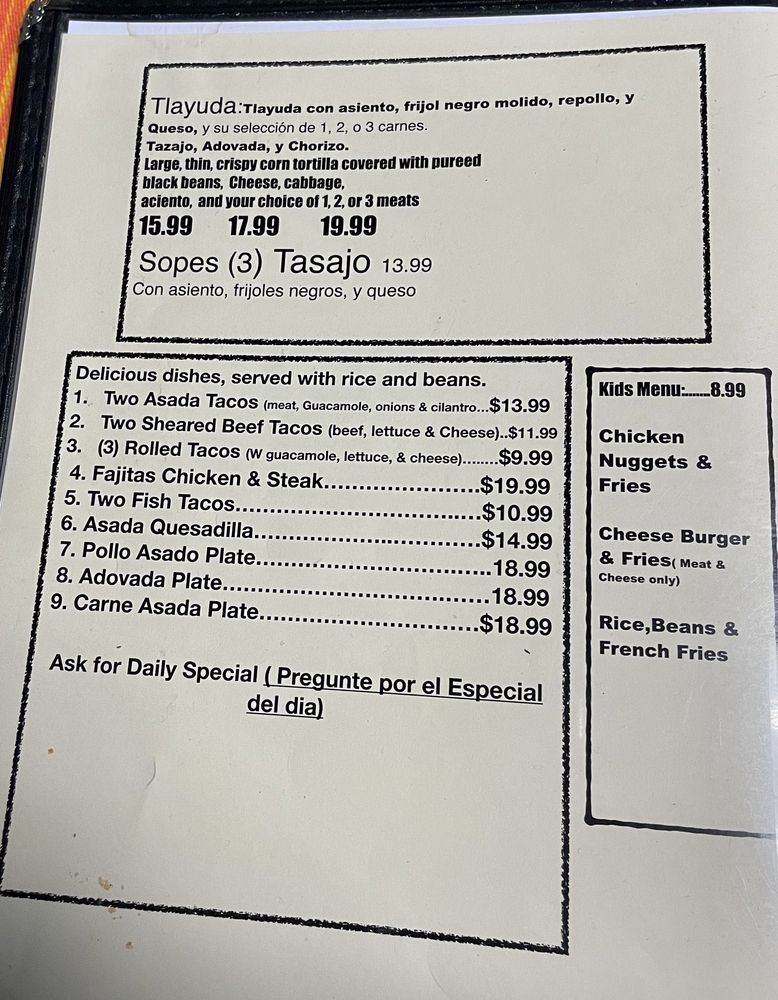 Tlayuda:Tlayuda con asiento, frijol negro molido, repollo, y
Queso, y su selección de 1, 2, o 3 carnes.
Tazajo, Adovada, y Chorizo.
Large, thin, crispy corn tortilla covered with pureed
black beans, Cheese, cabbage,
aciento, and your choice of 1, 2, or 3 meats
15.99 17.99 19.99
Sopes (3) Tasajo 13.99
Con asiento, frijoles negros, y queso
Delicious dishes, served with rice and beans.
1. Two Asada Tacos (meat, Guacamole, onions & cilantro...$13.99
2. Two Sheared Beef Tacos (beef, lettuce & Cheese)..$11.99
3. (3) Rolled Tacos (W guacamole, lettuce, & cheese)........$9.99
4. Fajitas Chicken & Steak.......................$19.99
5. Two Fish Tacos.....................................$10.99
6. Asada Quesadilla..................................$14.99
7. Pollo Asado Plate...................................18.99
8. Adovada Plate........................................18.99
9. Carne Asada Plate.................................$18.99
Ask for Daily Special ( Pregunte por el Especial
del dia)
Kids Menu:......8.99
Chicken
Nuggets &
Fries
Cheese Burger
& Fries( Meat &
Cheese only)
Rice,Beans &
French Fries